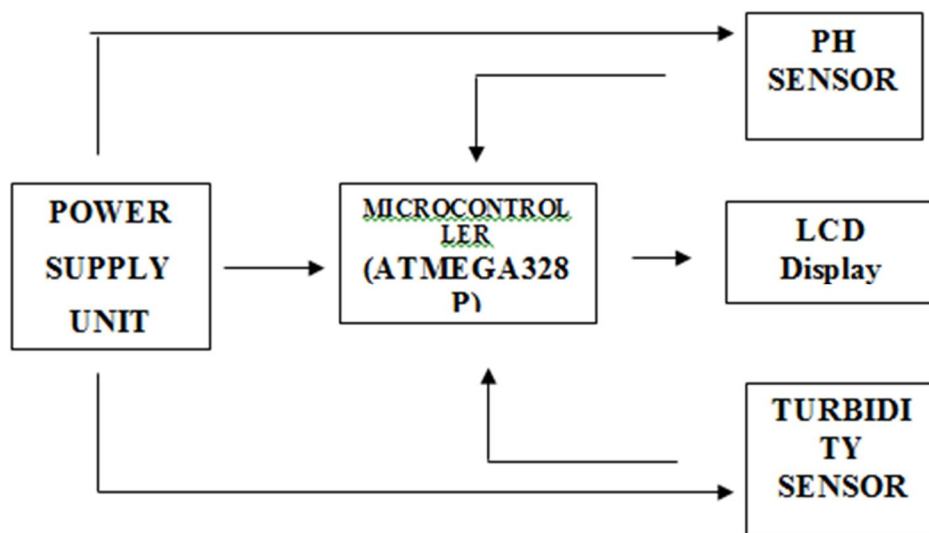 PH
SENSOR
POWER
SUPPLY
UNIT
MICROCONTROL
LER
(ATMEGA328
P)
LCD
Display
TURBIDI
TY
SENSOR